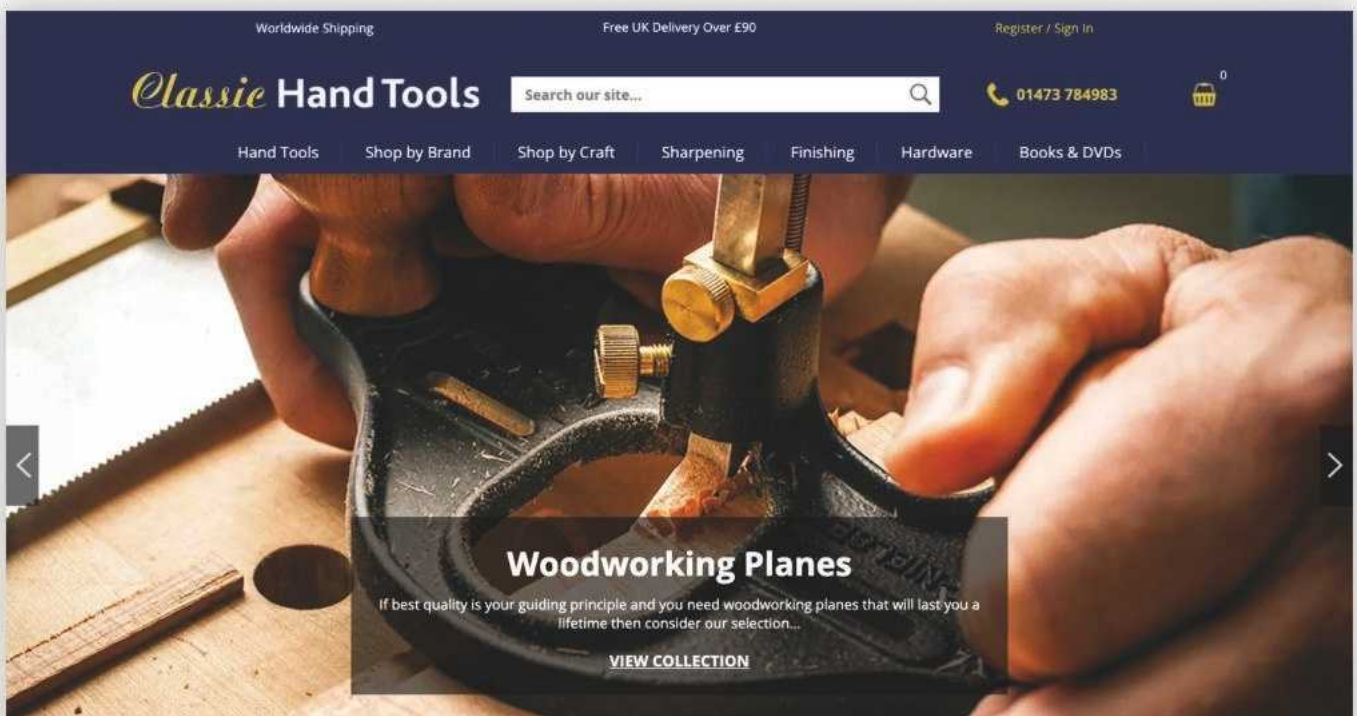 Worldwide Shipping
Free UK Delivery Over £90
Register / Sign In
Classic Hand Tools
Search our site...
01473 784983
0
Hand Tools
Shop by Brand
Shop by Craft
Sharpening
Finishing
Hardware
Books & DVDs
Woodworking Planes
If best quality is your guiding principle and you need woodworking planes that will last you a
lifetime then consider our selection...
VIEW COLLECTION